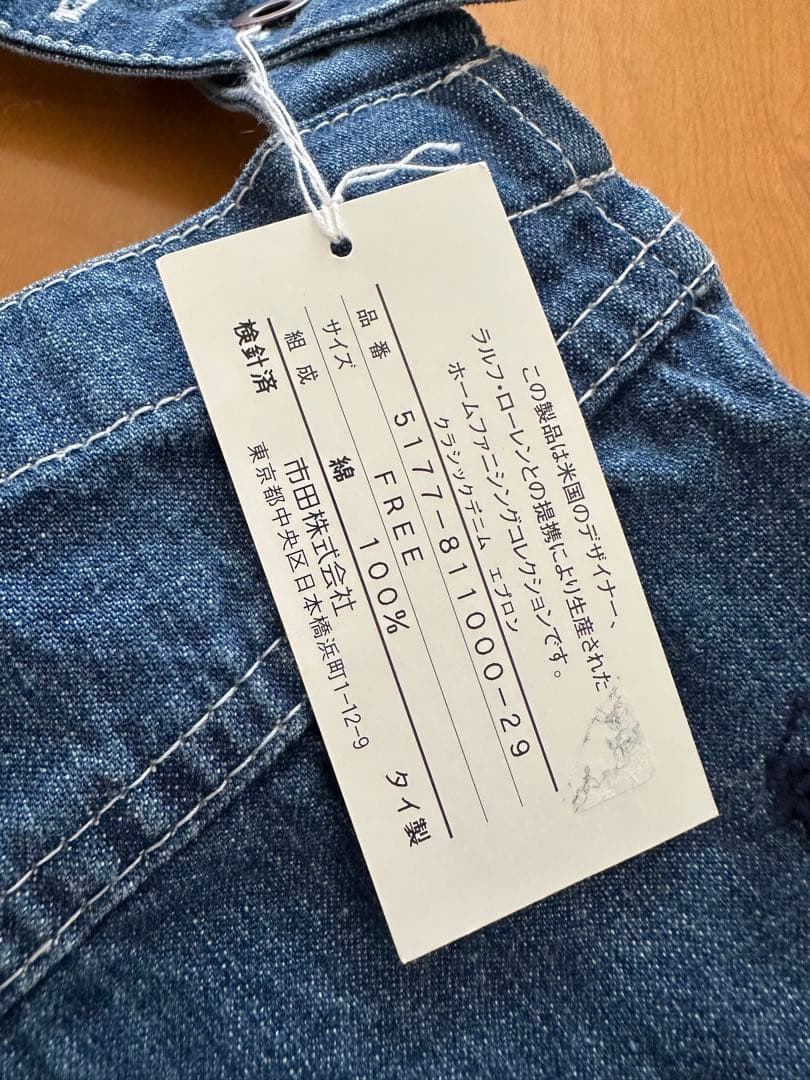 この製品は米国のデザイナー、
ラルフ・ローレンとの提携により生産された
ホームファニシングコレクションです。
クラシックデニム エプロン
品番 5177-811000-29
サイズ FREE
組成 綿 100%
検針済 市田株式会社 タイ製
東京都中央区日本橋浜町1-12-9